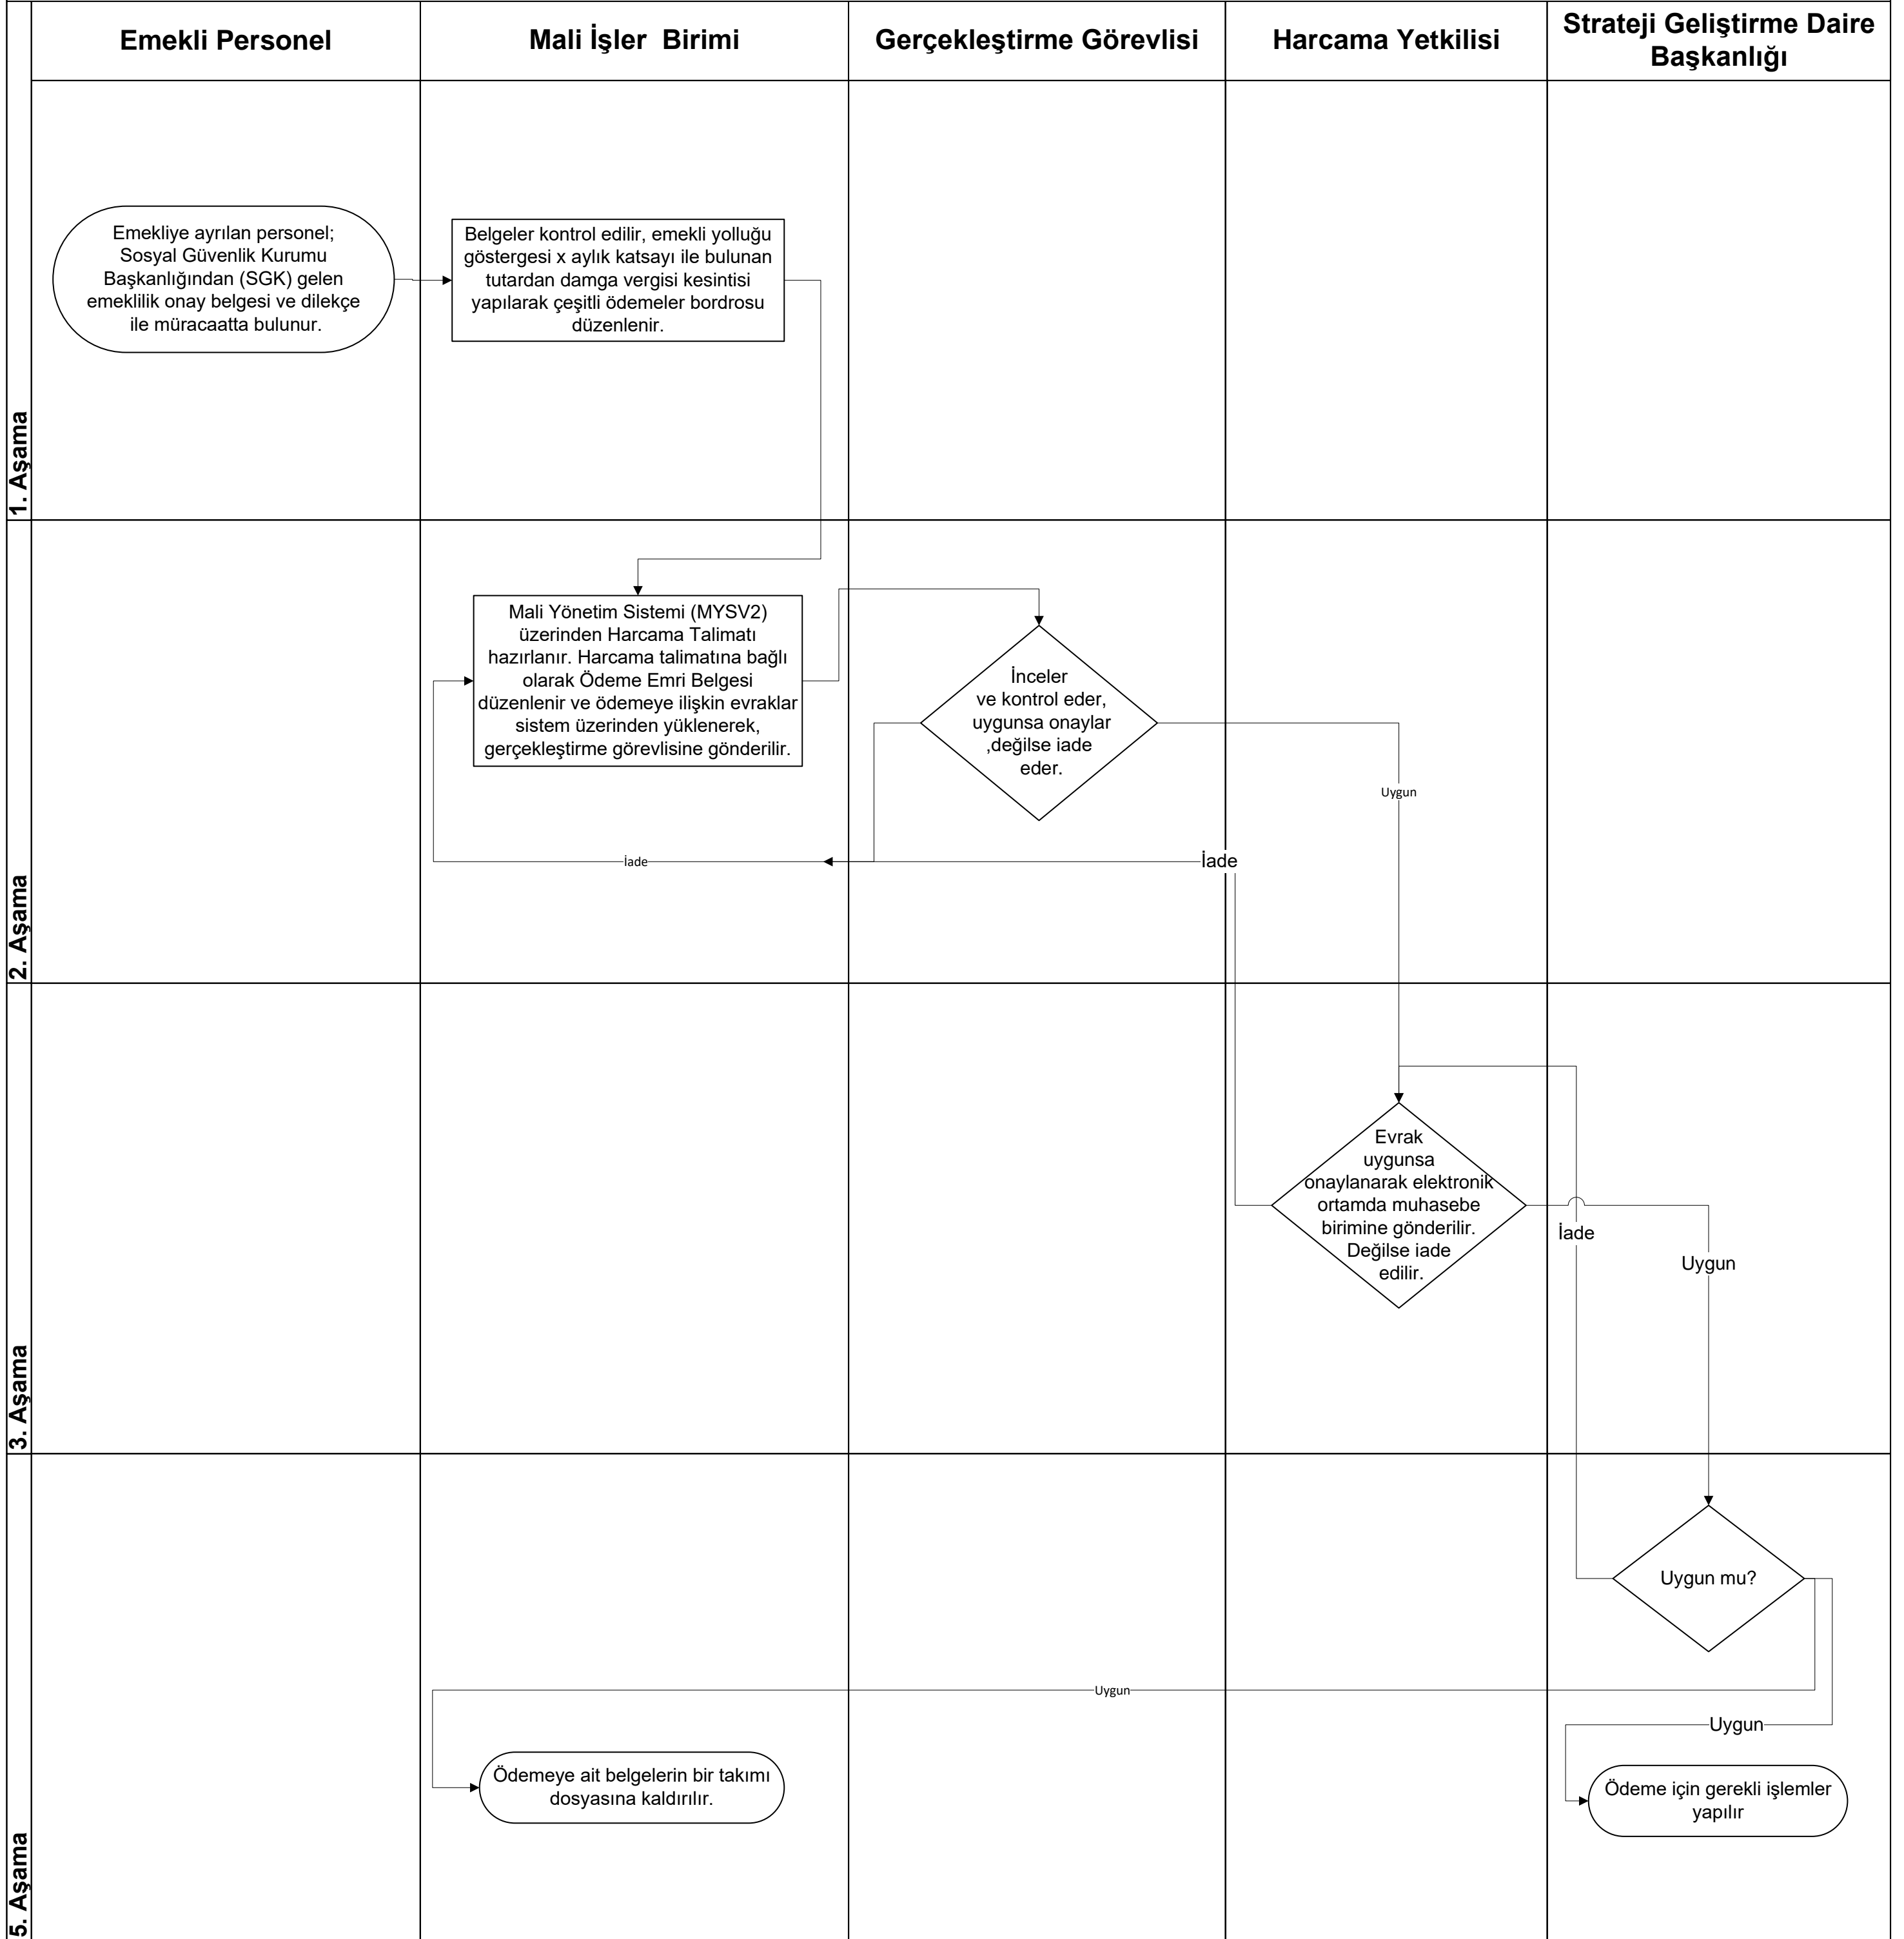 Emekli Personel
Mali İşler  Birimi
Gerçekleştirme Görevlisi
Harcama Yetkilisi
Strateji Geliştirme Daire
Başkanlığı
1. Aşama
Emekliye ayrılan personel;
Sosyal Güvenlik Kurumu
Başkanlığından (SGK) gelen
emeklilik onay belgesi ve dilekçe
ile müracaatta bulunur.
Belgeler kontrol edilir, emekli yolluğu
göstergesi x aylık katsayı ile bulunan
tutardan damga vergisi kesintisi
yapılarak çeşitli ödemeler bordrosu
düzenlenir.
2. Aşama
Mali Yönetim Sistemi (MYSV2)
üzerinden Harcama Talimatı
hazırlanır. Harcama talimatına bağlı
olarak Ödeme Emri Belgesi
düzenlenir ve ödemeye ilişkin evraklar
sistem üzerinden yüklenerek,
gerçekleştirme görevlisine gönderilir.
İnceler
ve kontrol eder,
uygunsa onaylar
,değilse iade
eder.
Uygun
İade
İade
3. Aşama
Evrak
uygunsa
onaylanarak elektronik
ortamda muhasebe
birimine gönderilir.
Değilse iade
edilir.
İade
Uygun
5. Aşama
Uygun mu?
Uygun
Uygun
Ödemeye ait belgelerin bir takımı
dosyasına kaldırılır.
Ödeme için gerekli işlemler
yapılır